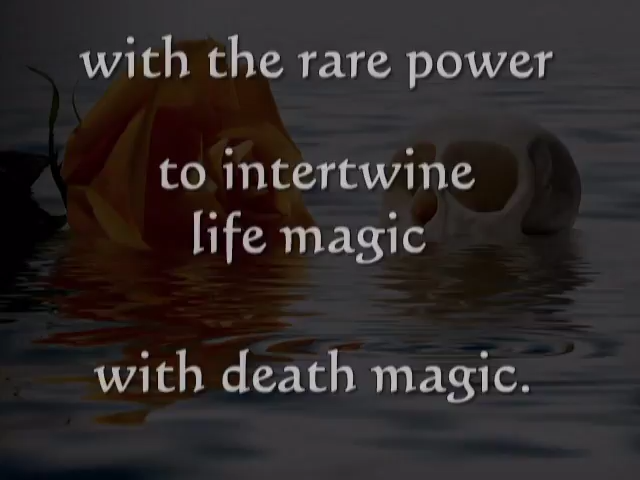 with the rare power
to intertwine
life magic
with death magic.